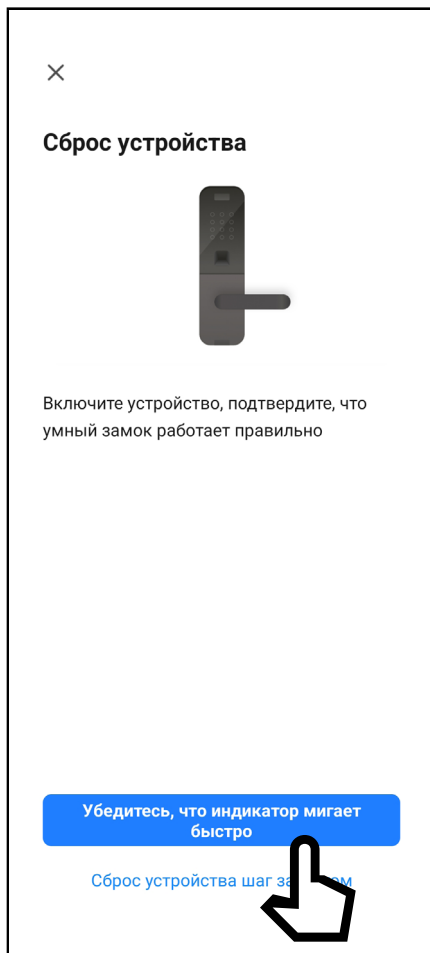 Сброс устройства
Включите устройство, подтвердите, что
умный замок работает правильно
Убедитесь, что индикатор мигает
быстро
Сброс устройства шаг за